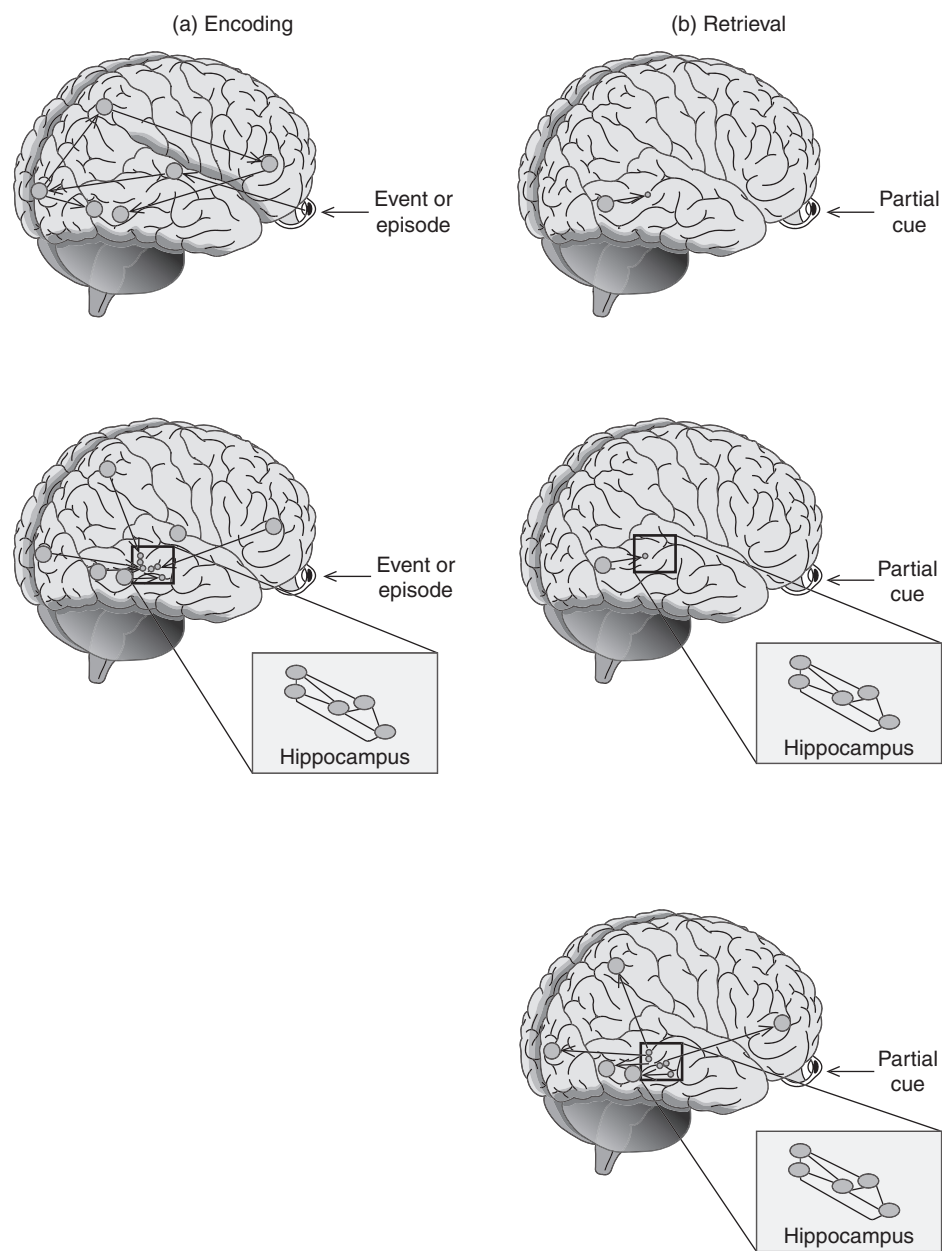 (a) Encoding
(b) Retrieval
Event or
episode
Partial
cue
Event or
episode
Partial
cue
Hippocampus
Hippocampus
Partial
cue
Hippocampus